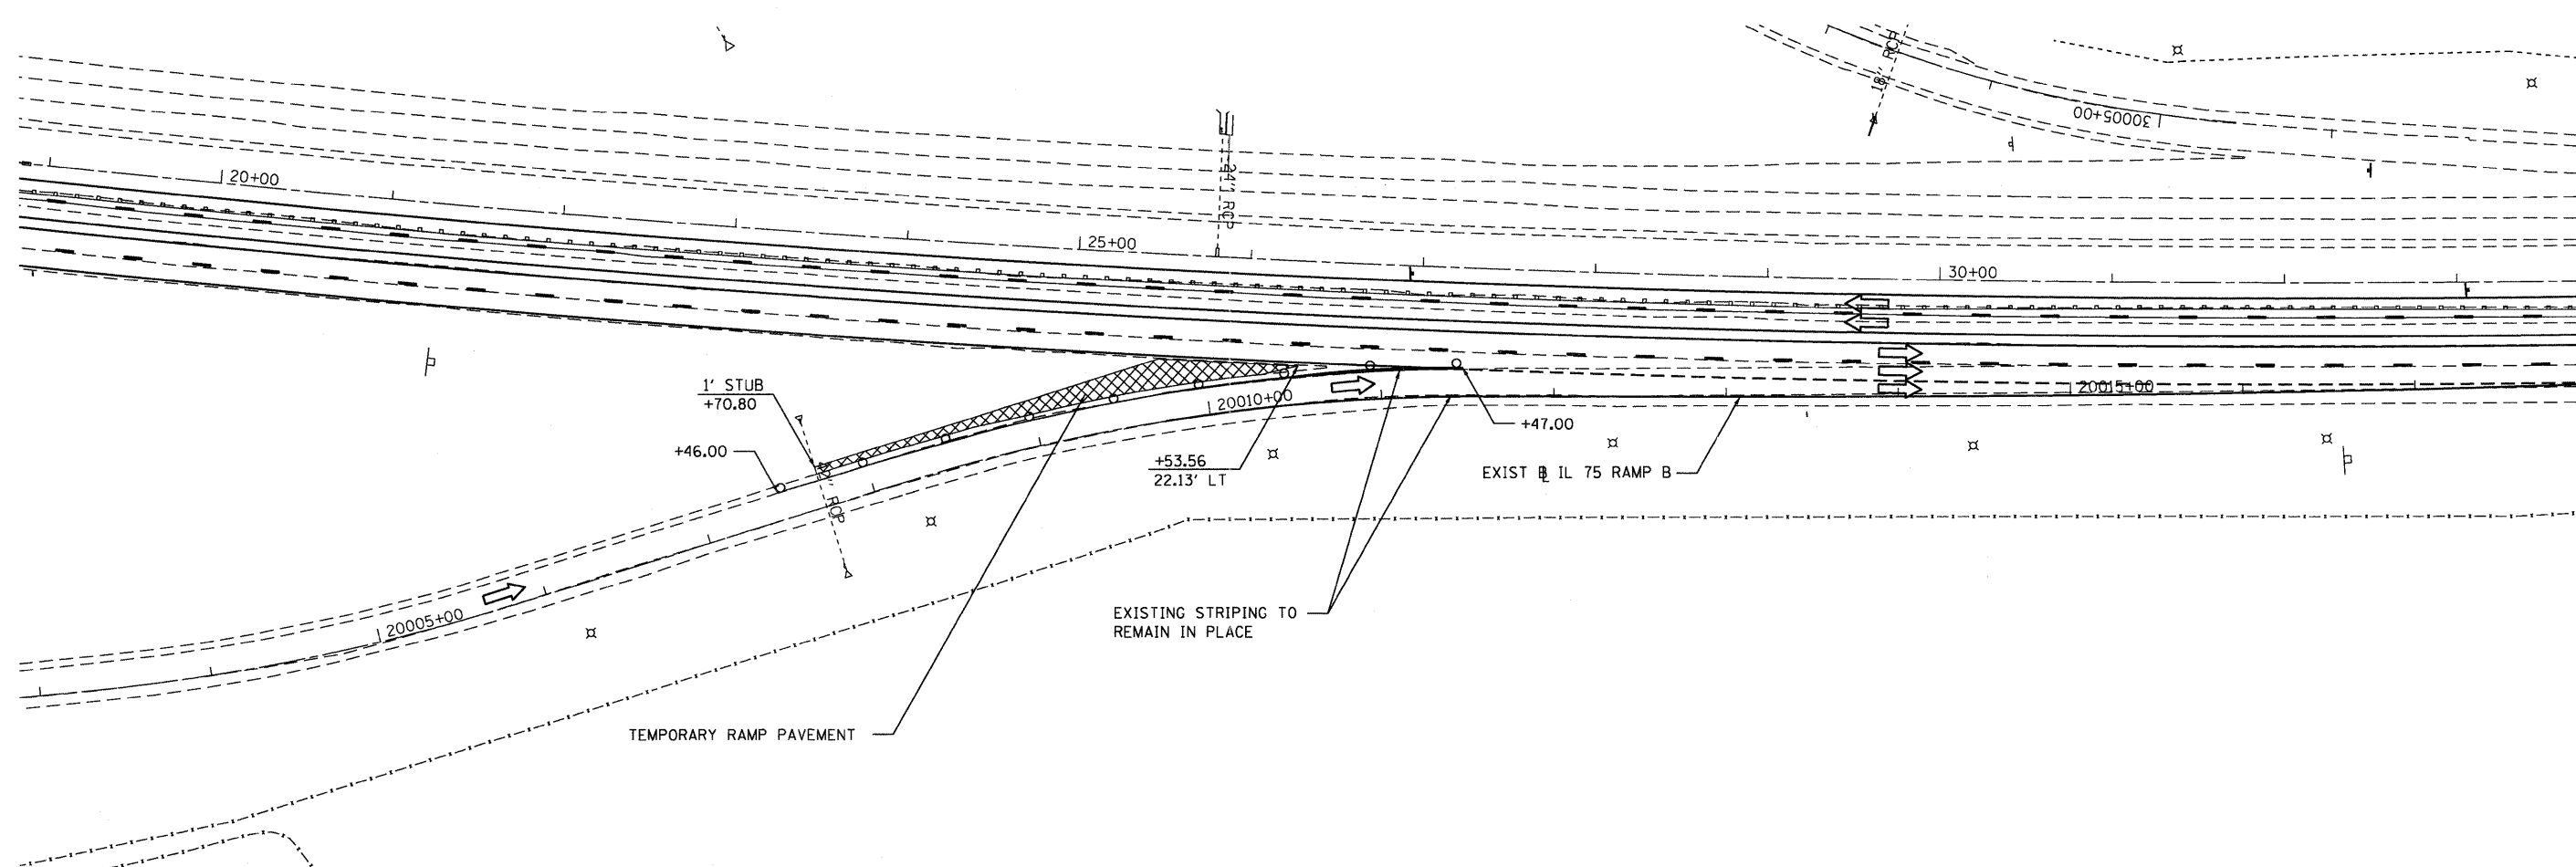 18" RCP
30005+00
20+00
24" RCP
25+00
30+00
1' STUB
+70.80
20010+00
20015+00
+46.00
+47.00
+53.56
22.13' LT
EXIST BL IL 75 RAMP B
RCP
20005+00
EXISTING STRIPING TO
REMAIN IN PLACE
TEMPORARY RAMP PAVEMENT